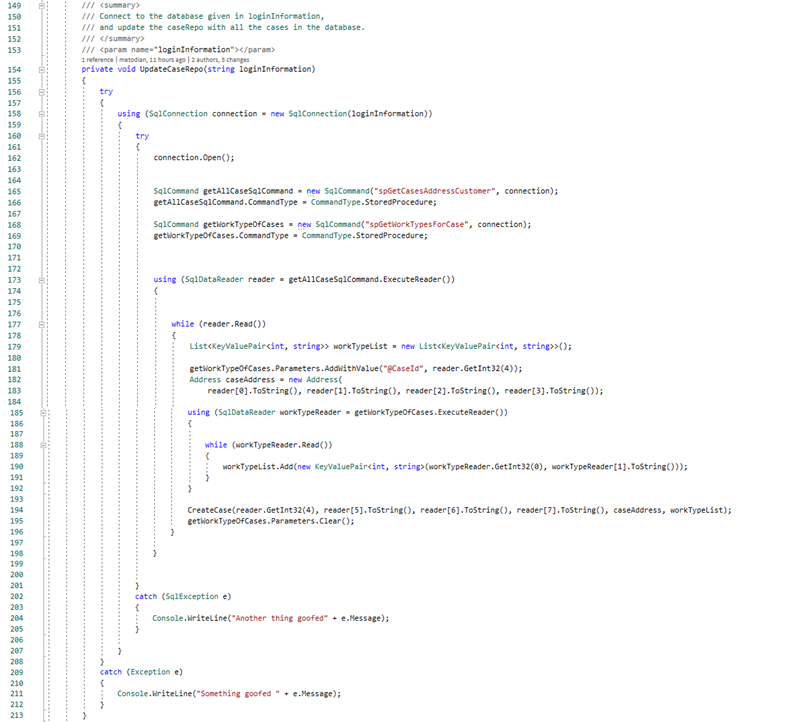 149 /// <summary>
150 /// Connect to the database given in loginInformation,
151 /// and update the caseRepo with all the cases in the database.
152 /// </summary>
153 /// <param name="loginInformation"></param>
1 reference | metodian, 11 hours ago | 2 authors, 3 changes
154 private void UpdateCaseRepo(string loginInformation)
155 {
156 try
157 {
158 using (SqlConnection connection = new SqlConnection(loginInformation))
159 {
160 try
161 {
162 connection.Open();
163
164
165 SqlCommand getAllCaseSqlCommand = new SqlCommand("spGetCasesAddressCustomer", connection);
166 getAllCaseSqlCommand.CommandType = CommandType.StoredProcedure;
167
168 SqlCommand getWorkTypeOfCases = new SqlCommand("spGetWorkTypesForCase", connection);
169 getWorkTypeOfCases.CommandType = CommandType.StoredProcedure;
170
171
172
173 using (SqlDataReader reader = getAllCaseSqlCommand.ExecuteReader())
174 {
175
176
177 while (reader.Read())
178 {
179 List<KeyValuePair<int, string>> workTypeList = new List<KeyValuePair<int, string>>();
180
181 getWorkTypeOfCases.Parameters.AddWithValue("@CaseId", reader.GetInt32(4));
182 Address caseAddress = new Address(
183 reader[0].ToString(), reader[1].ToString(), reader[2].ToString(), reader[3].ToString());
184
185 using (SqlDataReader workTypeReader = getWorkTypeOfCases.ExecuteReader())
186 {
187
188 while (workTypeReader.Read())
189 {
190 workTypeList.Add(new KeyValuePair<int, string>(workTypeReader.GetInt32(0), workTypeReader[1].ToString()));
191 }
192 }
193
194 CreateCase(reader.GetInt32(4), reader[5].ToString(), reader[6].ToString(), reader[7].ToString(), caseAddress, workTypeList);
195 getWorkTypeOfCases.Parameters.Clear();
196 }
197
198 }
199
200
201 }
202 catch (SqlException e)
203 {
204 Console.WriteLine("Another thing goofed" + e.Message);
205 }
206
207 }
208 }
209 catch (Exception e)
210 {
211 Console.WriteLine("Something goofed " + e.Message);
212 }
213 }